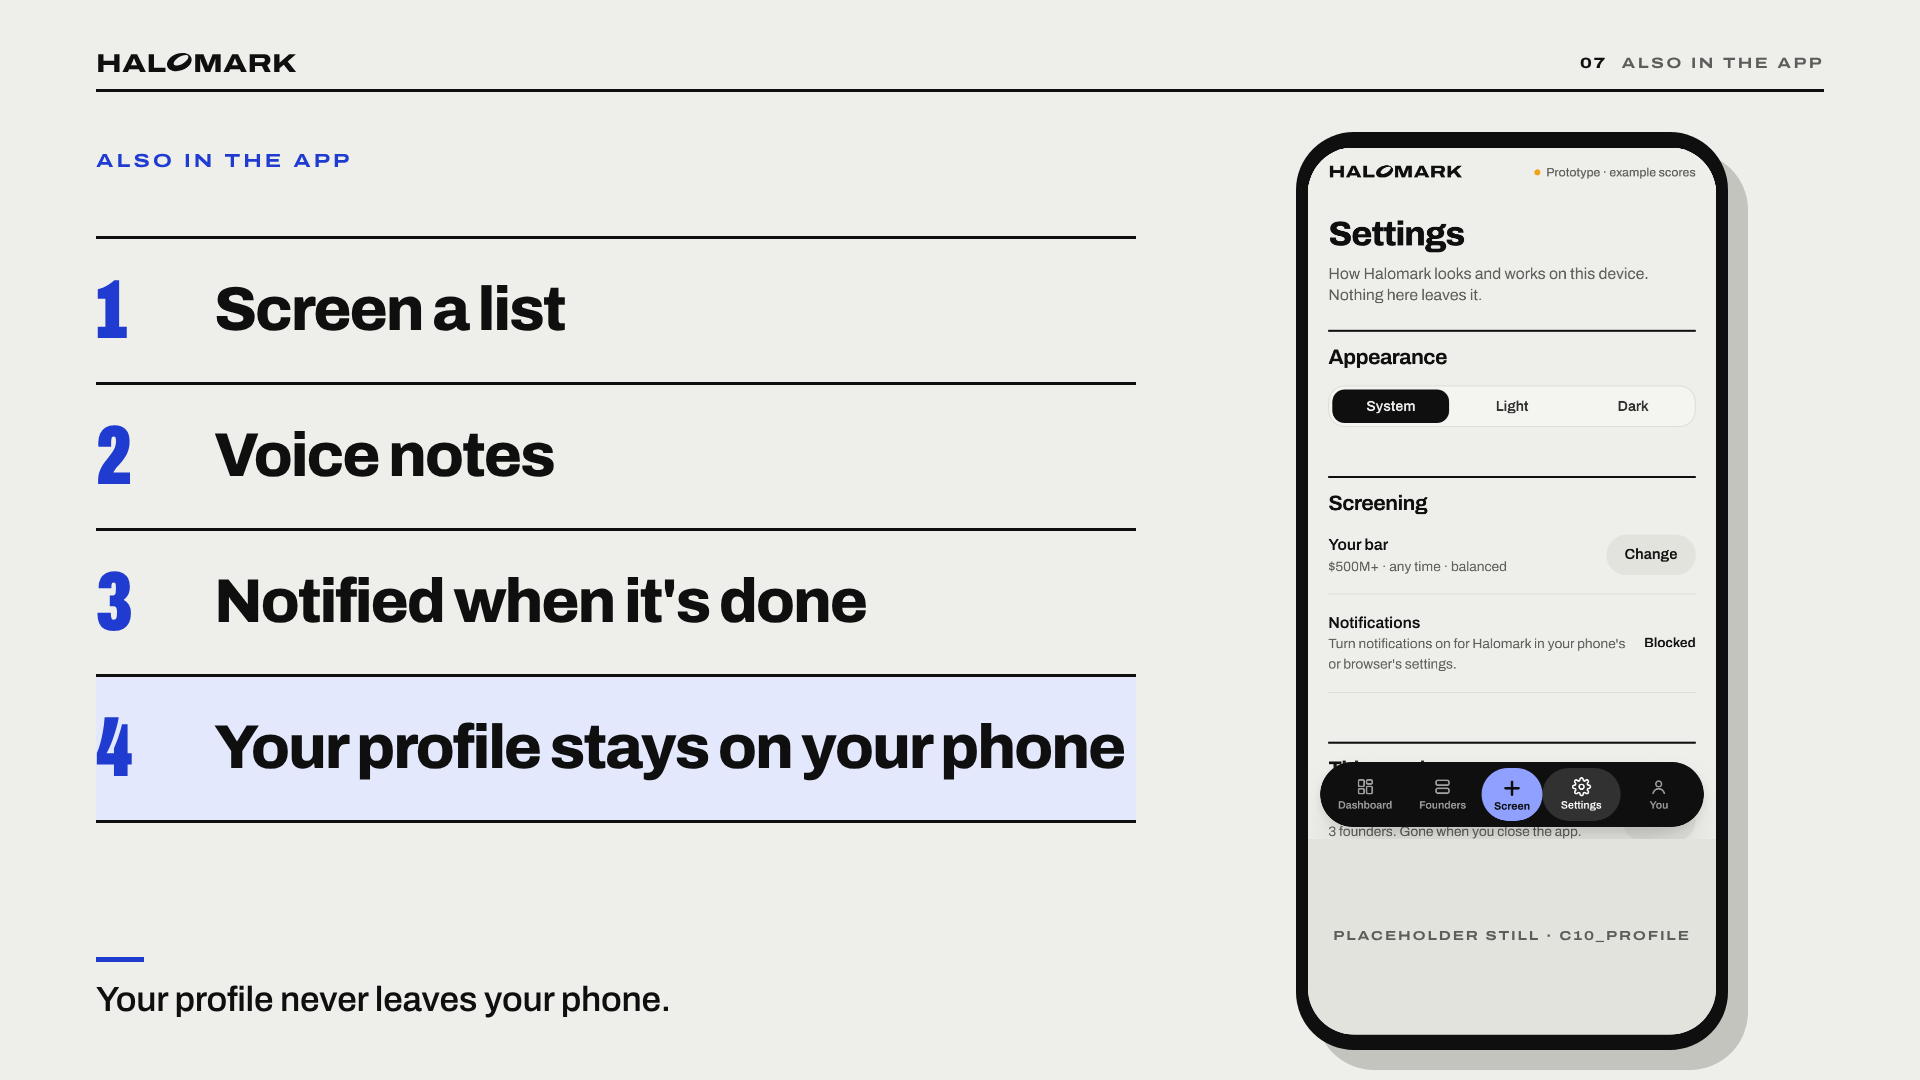 HALOMARK
07 ALSO IN THE APP
ALSO IN THE APP
1 Screen a list
2 Voice notes
3 Notified when it's done
4 Your profile stays on your phone
Your profile never leaves your phone.
HALOMARK
Prototype · example scores
Settings
How Halomark looks and works on this device.
Nothing here leaves it.
Appearance
System Light Dark
Screening
Your bar
$500M+ · any time · balanced
Change
Notifications
Turn notifications on for Halomark in your phone's
or browser's settings.
Blocked
Dashboard Founders Screen Settings You
3 founders. Gone when you close the app.
PLACEHOLDER STILL · C10_PROFILE